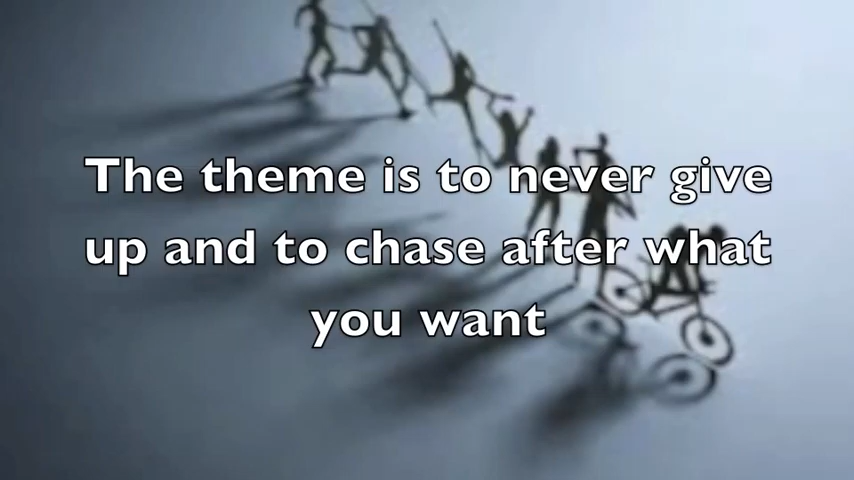 The theme is to never give
up and to chase after what
you want